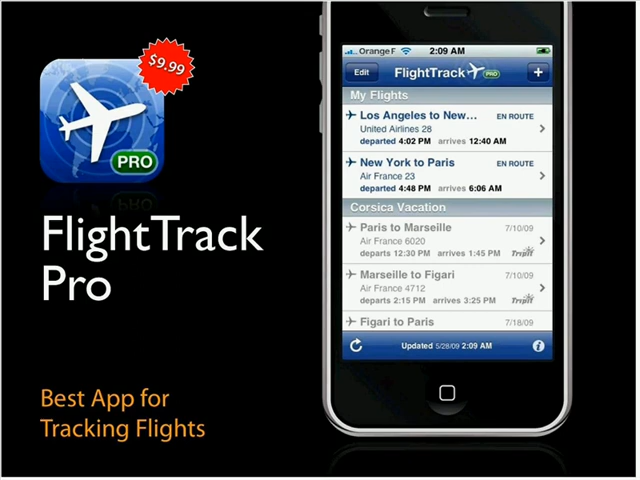 $9.99
PRO
FlightTrack
Pro
Best App for
Tracking Flights
Orange F 2:09 AM
Edit FlightTrack PRO +
My Flights
Los Angeles to New... EN ROUTE
United Airlines 28
departed 4:02 PM arrives 12:40 AM
New York to Paris EN ROUTE
Air France 23
departed 4:48 PM arrives 6:06 AM
Corsica Vacation
Paris to Marseille 7/10/09
Air France 6020
departs 12:30 PM arrives 1:45 PM TripIt
Marseille to Figari 7/10/09
Air France 4712
departs 2:15 PM arrives 3:25 PM TripIt
Figari to Paris 7/18/09
Updated 5/28/09 2:09 AM i